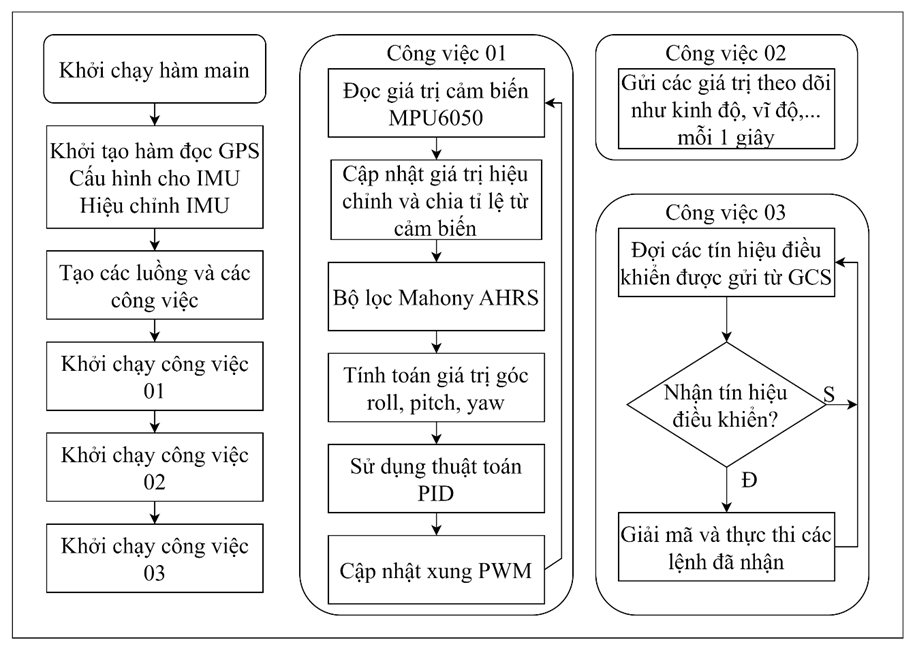 Khởi chạy hàm main
Khởi tạo hàm đọc GPS
Cấu hình cho IMU
Hiệu chỉnh IMU
Tạo các luồng và các
công việc
Khởi chạy công việc
01
Khởi chạy công việc
02
Khởi chạy công việc
03
Công việc 01
Đọc giá trị cảm biến
MPU6050
Cập nhật giá trị hiệu
chỉnh và chia tỉ lệ từ
cảm biến
Bộ lọc Mahony AHRS
Tính toán giá trị góc
roll, pitch, yaw
Sử dụng thuật toán
PID
Cập nhật xung PWM
Công việc 02
Gửi các giá trị theo dõi
như kinh độ, vĩ độ,...
mỗi 1 giây
Công việc 03
Đợi các tín hiệu điều
khiển được gửi từ GCS
Nhận tín hiệu
điều khiển?
S
Đ
Giải mã và thực thi các
lệnh đã nhận